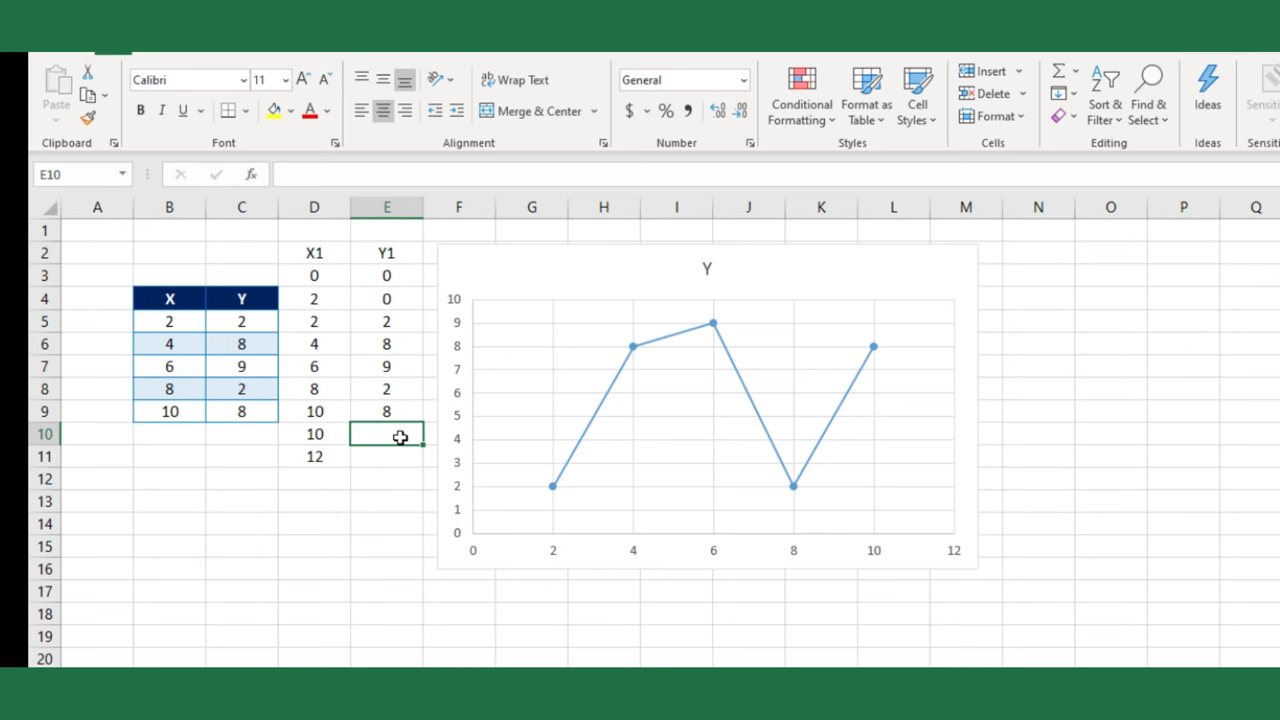 Calibri 11 Wrap Text General Insert Σ
Paste B I U Merge & Center $ % Conditional Formatting Format as Table Cell Styles Delete Format Sort & Filter Find & Select Ideas
Clipboard Font Alignment Number Styles Cells Editing Ideas
E10 fx
A B C D E F G H I J K L M N O P Q
1
2 X1 Y1
3 0 0
4 X Y 2 0
5 2 2 2 2
6 4 8 4 8
7 6 9 6 9
8 8 2 8 2
9 10 8 10 8
10 10
11 12
12
13
14
15
16
17
18
19
20
Y
10
9
8
7
6
5
4
3
2
1
0
0 2 4 6 8 10 12